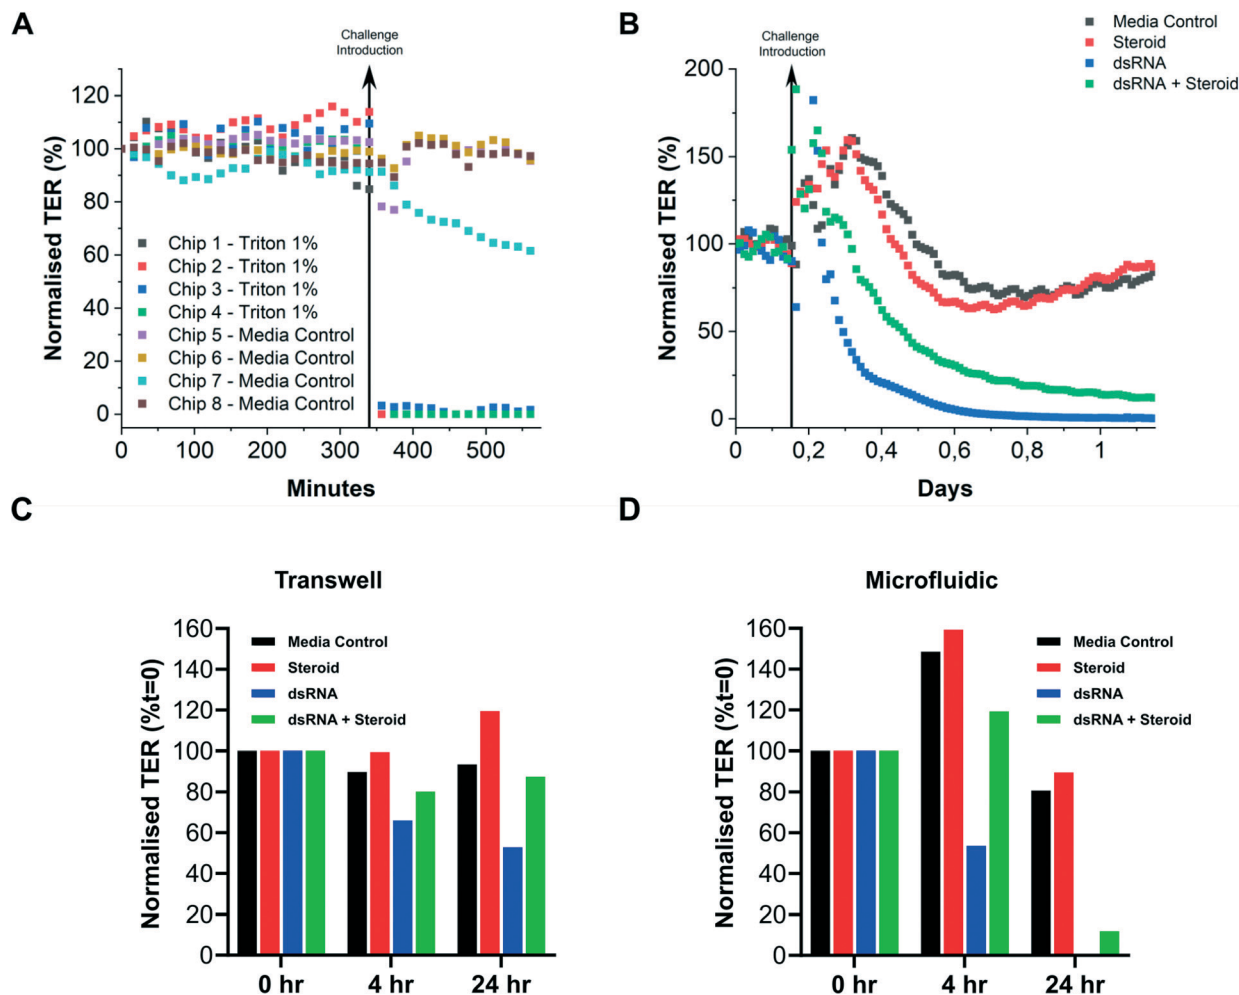 A
Challenge
Introduction
Normalised TER (%)
120
100
80
60
40
20
0
Chip 1 - Triton 1%
Chip 2 - Triton 1%
Chip 3 - Triton 1%
Chip 4 - Triton 1%
Chip 5 - Media Control
Chip 6 - Media Control
Chip 7 - Media Control
Chip 8 - Media Control
0 100 200 300 400 500
Minutes
B
Challenge
Introduction
Media Control
Steroid
dsRNA
dsRNA + Steroid
Normalised TER (%)
200
150
100
50
0
0 0,2 0,4 0,6 0,8 1
Days
C
Transwell
Normalised TER (%t=0)
160
140
120
100
80
60
40
20
0
Media Control
Steroid
dsRNA
dsRNA + Steroid
0 hr 4 hr 24 hr
D
Microfluidic
Normalised TER (%t=0)
160
140
120
100
80
60
40
20
0
Media Control
Steroid
dsRNA
dsRNA + Steroid
0 hr 4 hr 24 hr